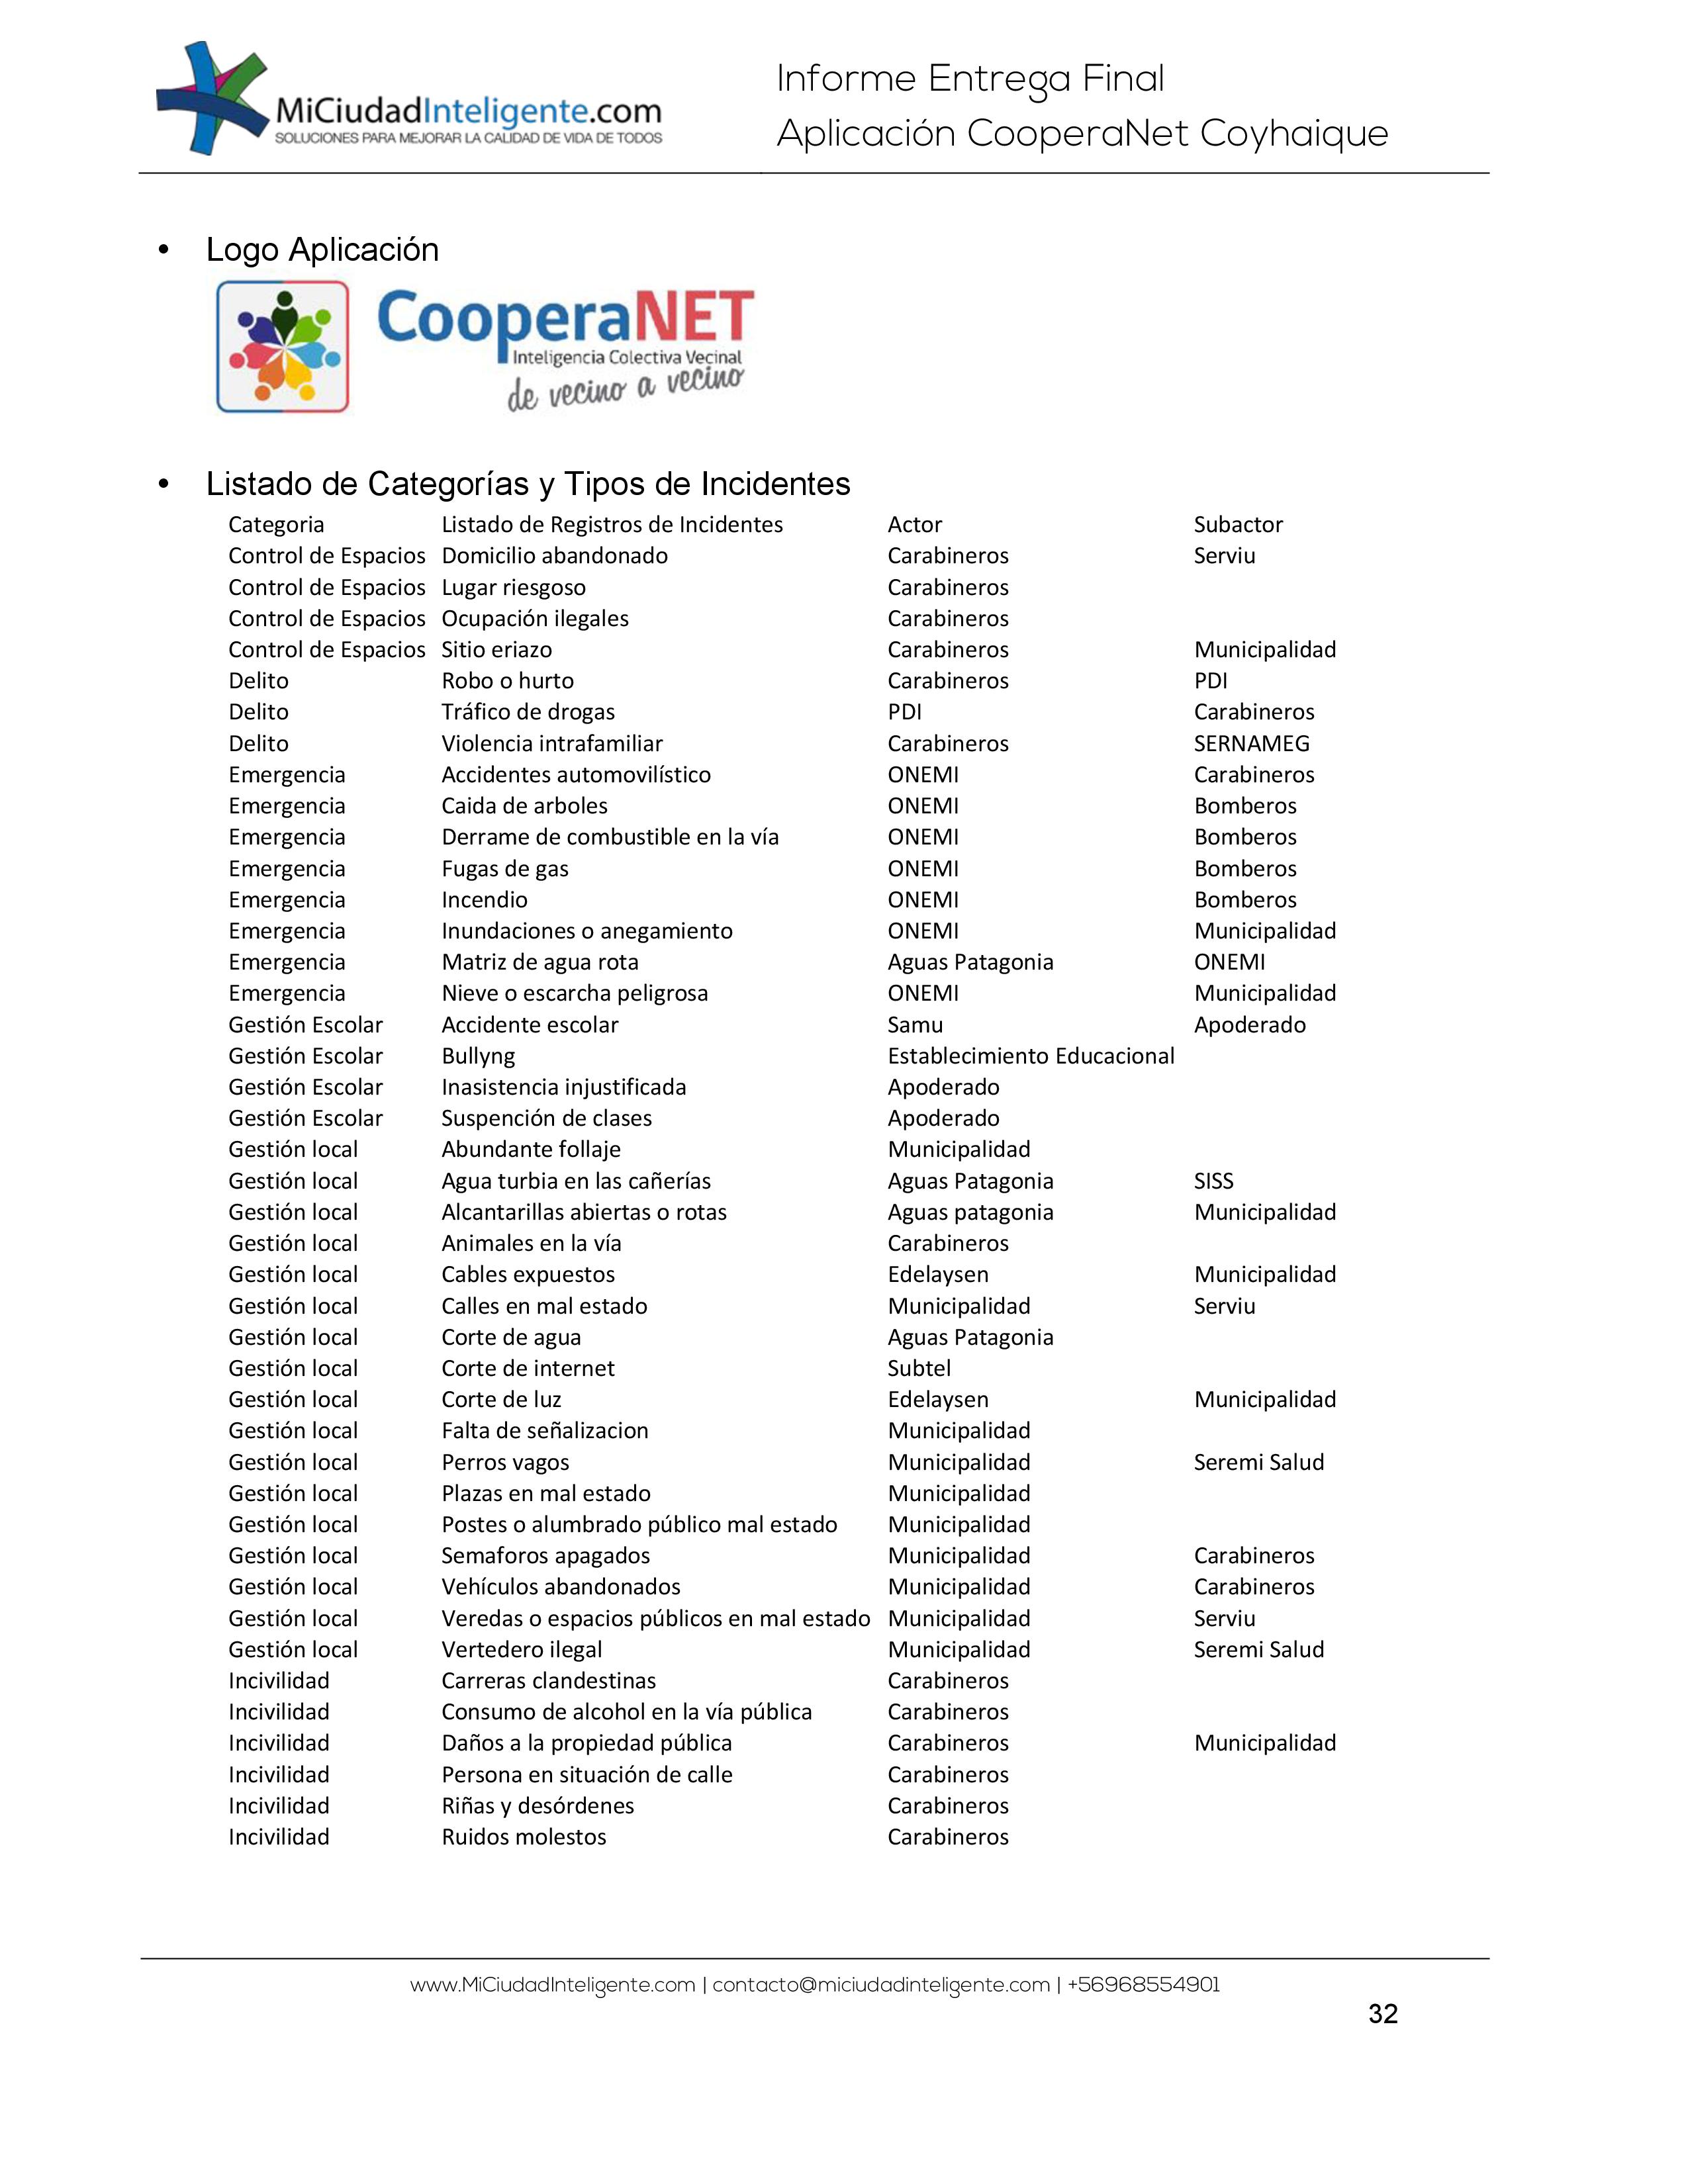 MiCiudadInteligente.com
SOLUCIONES PARA MEJORAR LA CALIDAD DE VIDA DE TODOS
Informe Entrega Final
Aplicación CooperaNet Coyhaique
• Logo Aplicación
CooperaNET
Inteligencia Colectiva Vecinal
de vecino a vecino
• Listado de Categorías y Tipos de Incidentes
Categoria Listado de Registros de Incidentes Actor Subactor
Control de Espacios Domicilio abandonado Carabineros Serviu
Control de Espacios Lugar riesgoso Carabineros
Control de Espacios Ocupación ilegales Carabineros
Control de Espacios Sitio eriazo Carabineros Municipalidad
Delito Robo o hurto Carabineros PDI
Delito Tráfico de drogas PDI Carabineros
Delito Violencia intrafamiliar Carabineros SERNAMEG
Emergencia Accidentes automovilístico ONEMI Carabineros
Emergencia Caida de arboles ONEMI Bomberos
Emergencia Derrame de combustible en la vía ONEMI Bomberos
Emergencia Fugas de gas ONEMI Bomberos
Emergencia Incendio ONEMI Bomberos
Emergencia Inundaciones o anegamiento ONEMI Municipalidad
Emergencia Matriz de agua rota Aguas Patagonia ONEMI
Emergencia Nieve o escarcha peligrosa ONEMI Municipalidad
Gestión Escolar Accidente escolar Samu Apoderado
Gestión Escolar Bullyng Establecimiento Educacional
Gestión Escolar Inasistencia injustificada Apoderado
Gestión Escolar Suspención de clases Apoderado
Gestión local Abundante follaje Municipalidad
Gestión local Agua turbia en las cañerías Aguas Patagonia SISS
Gestión local Alcantarillas abiertas o rotas Aguas patagonia Municipalidad
Gestión local Animales en la vía Carabineros
Gestión local Cables expuestos Edelaysen Municipalidad
Gestión local Calles en mal estado Municipalidad Serviu
Gestión local Corte de agua Aguas Patagonia
Gestión local Corte de internet Subtel
Gestión local Corte de luz Edelaysen Municipalidad
Gestión local Falta de señalizacion Municipalidad
Gestión local Perros vagos Municipalidad Seremi Salud
Gestión local Plazas en mal estado Municipalidad
Gestión local Postes o alumbrado público mal estado Municipalidad
Gestión local Semaforos apagados Municipalidad Carabineros
Gestión local Vehículos abandonados Municipalidad Carabineros
Gestión local Veredas o espacios públicos en mal estado Municipalidad Serviu
Gestión local Vertedero ilegal Municipalidad Seremi Salud
Incivilidad Carreras clandestinas Carabineros
Incivilidad Consumo de alcohol en la vía pública Carabineros
Incivilidad Daños a la propiedad pública Carabineros Municipalidad
Incivilidad Persona en situación de calle Carabineros
Incivilidad Riñas y desórdenes Carabineros
Incivilidad Ruidos molestos Carabineros
www.MiCiudadInteligente.com | contacto@miciudadinteligente.com | +56968554901
32